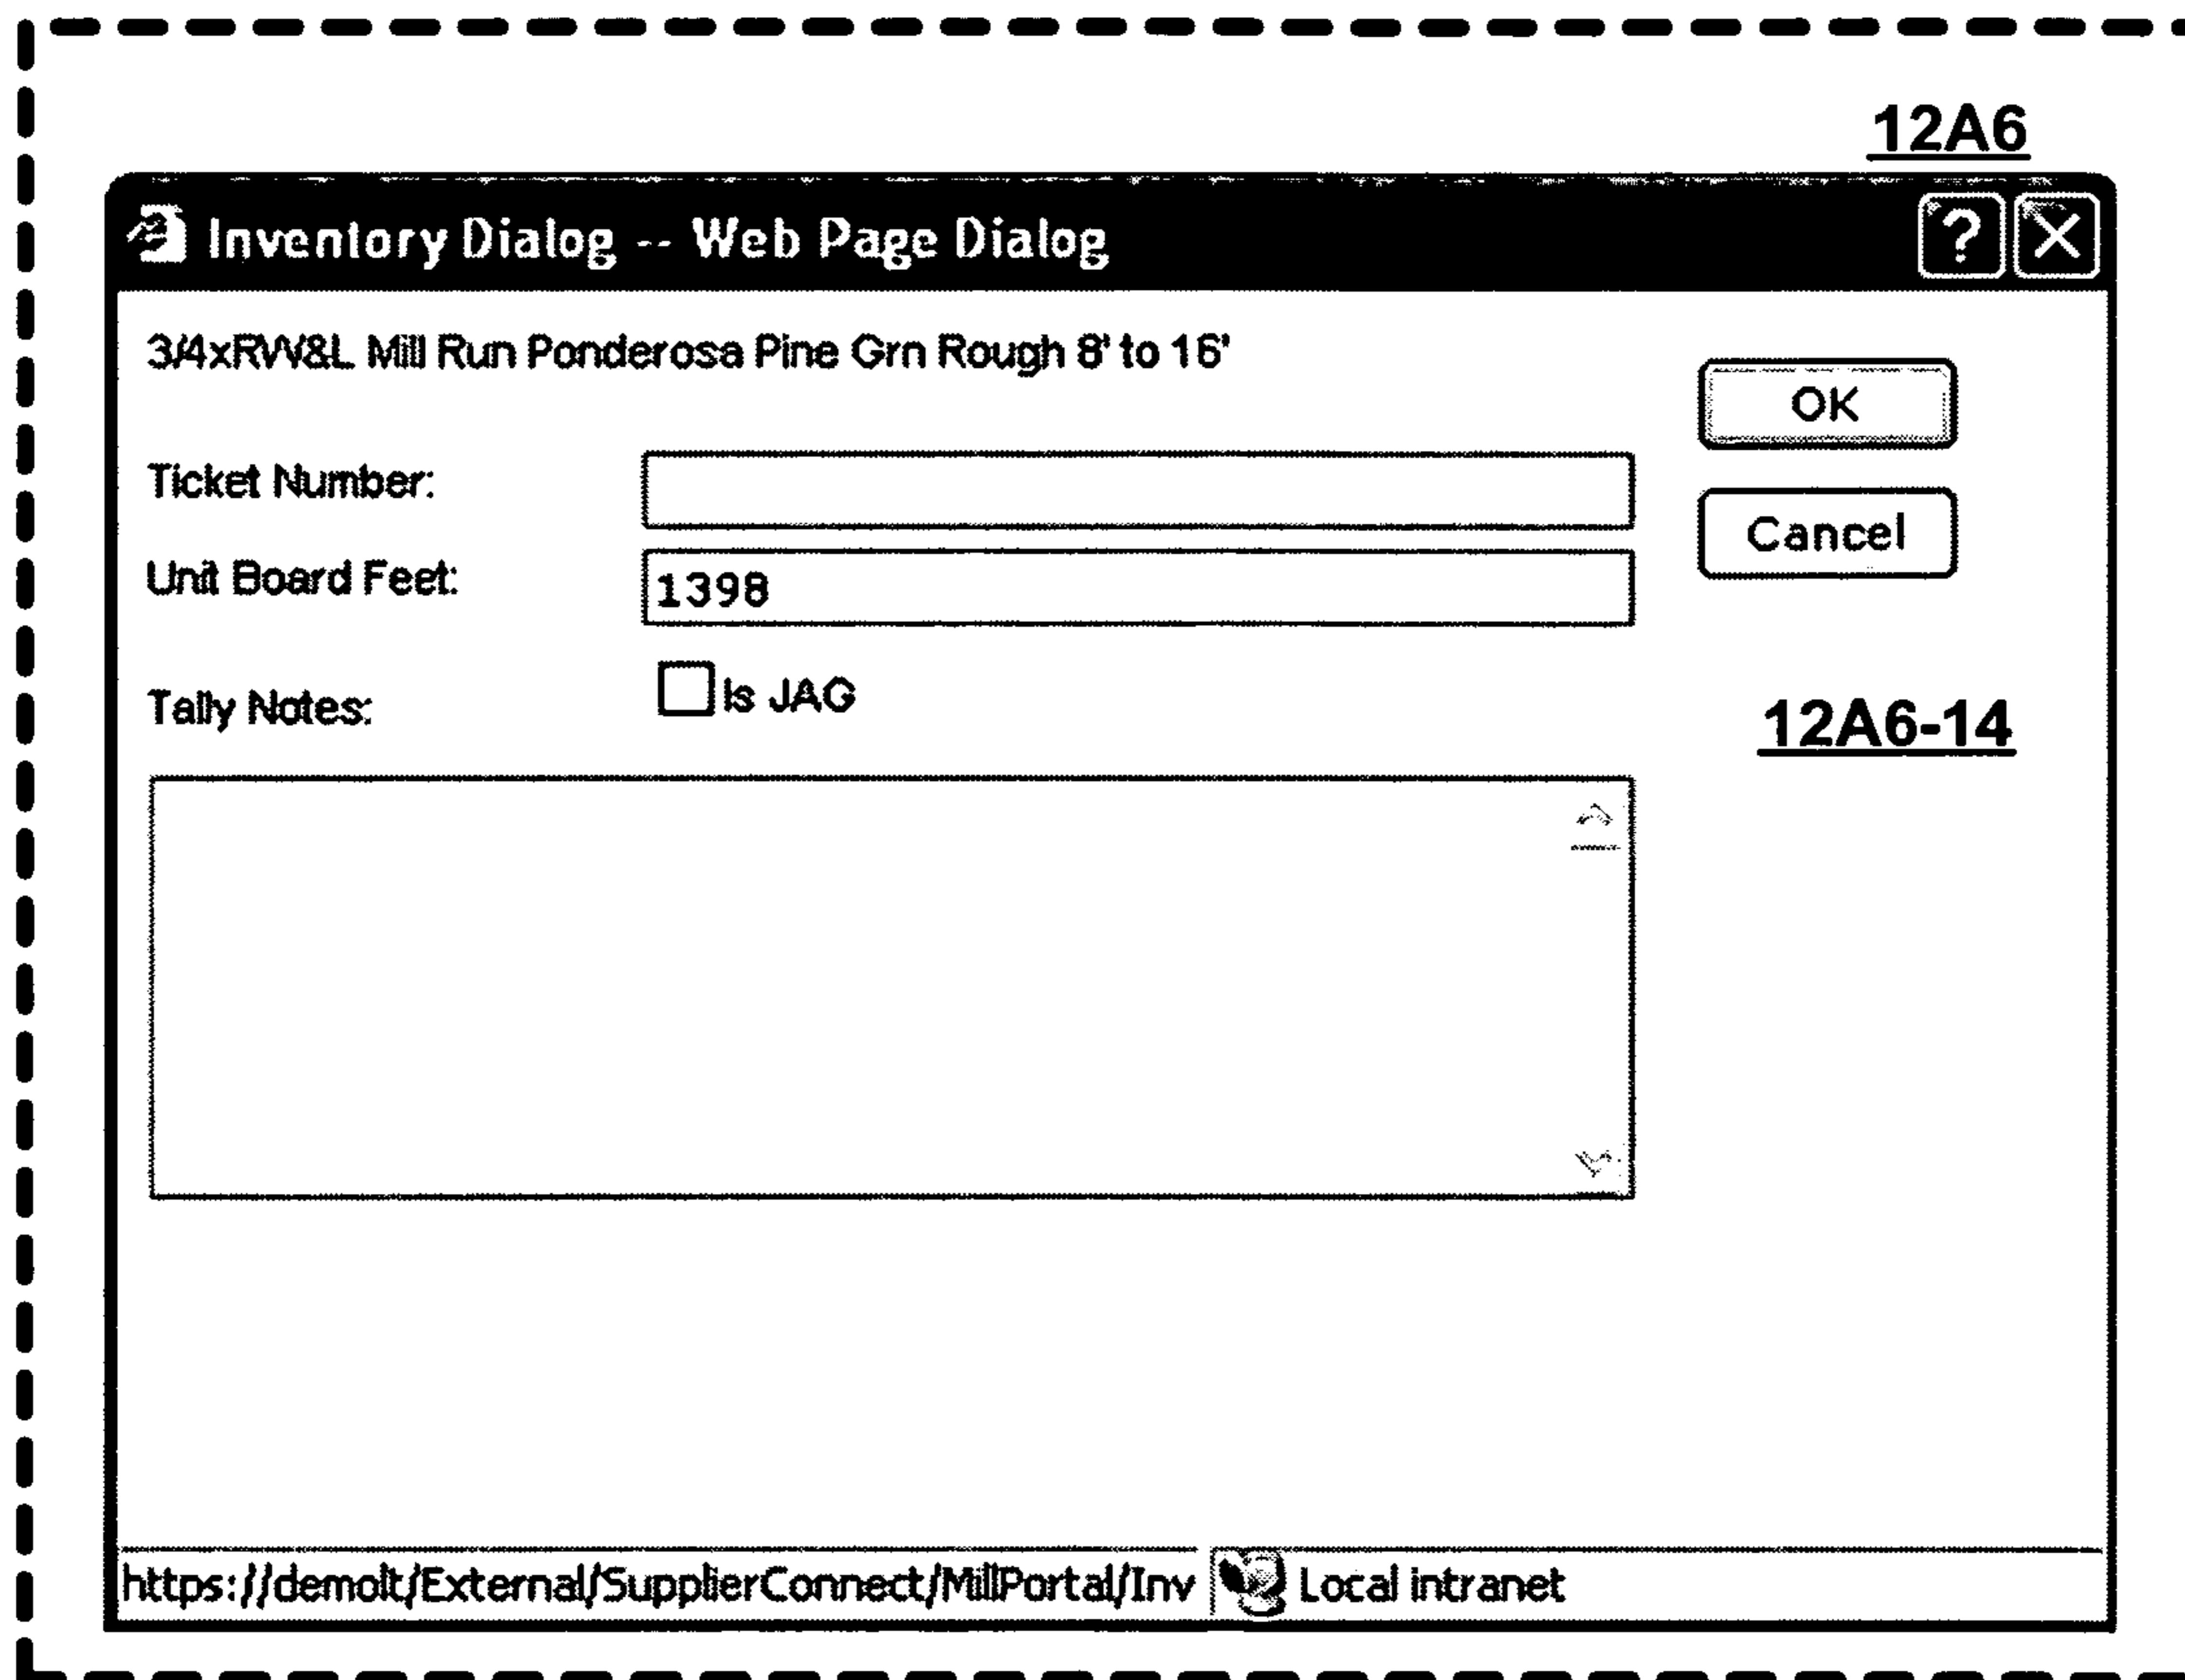 12A6
Inventory Dialog -- Web Page Dialog
3/4xRW&L Mill Run Ponderosa Pine Grn Rough 8' to 16'
OK
Ticket Number:
Cancel
Unit Board Feet: 1398
Tally Notes: Is JAG
12A6-14
https://demolt/External/SupplierConnect/MillPortal/Inv Local intranet